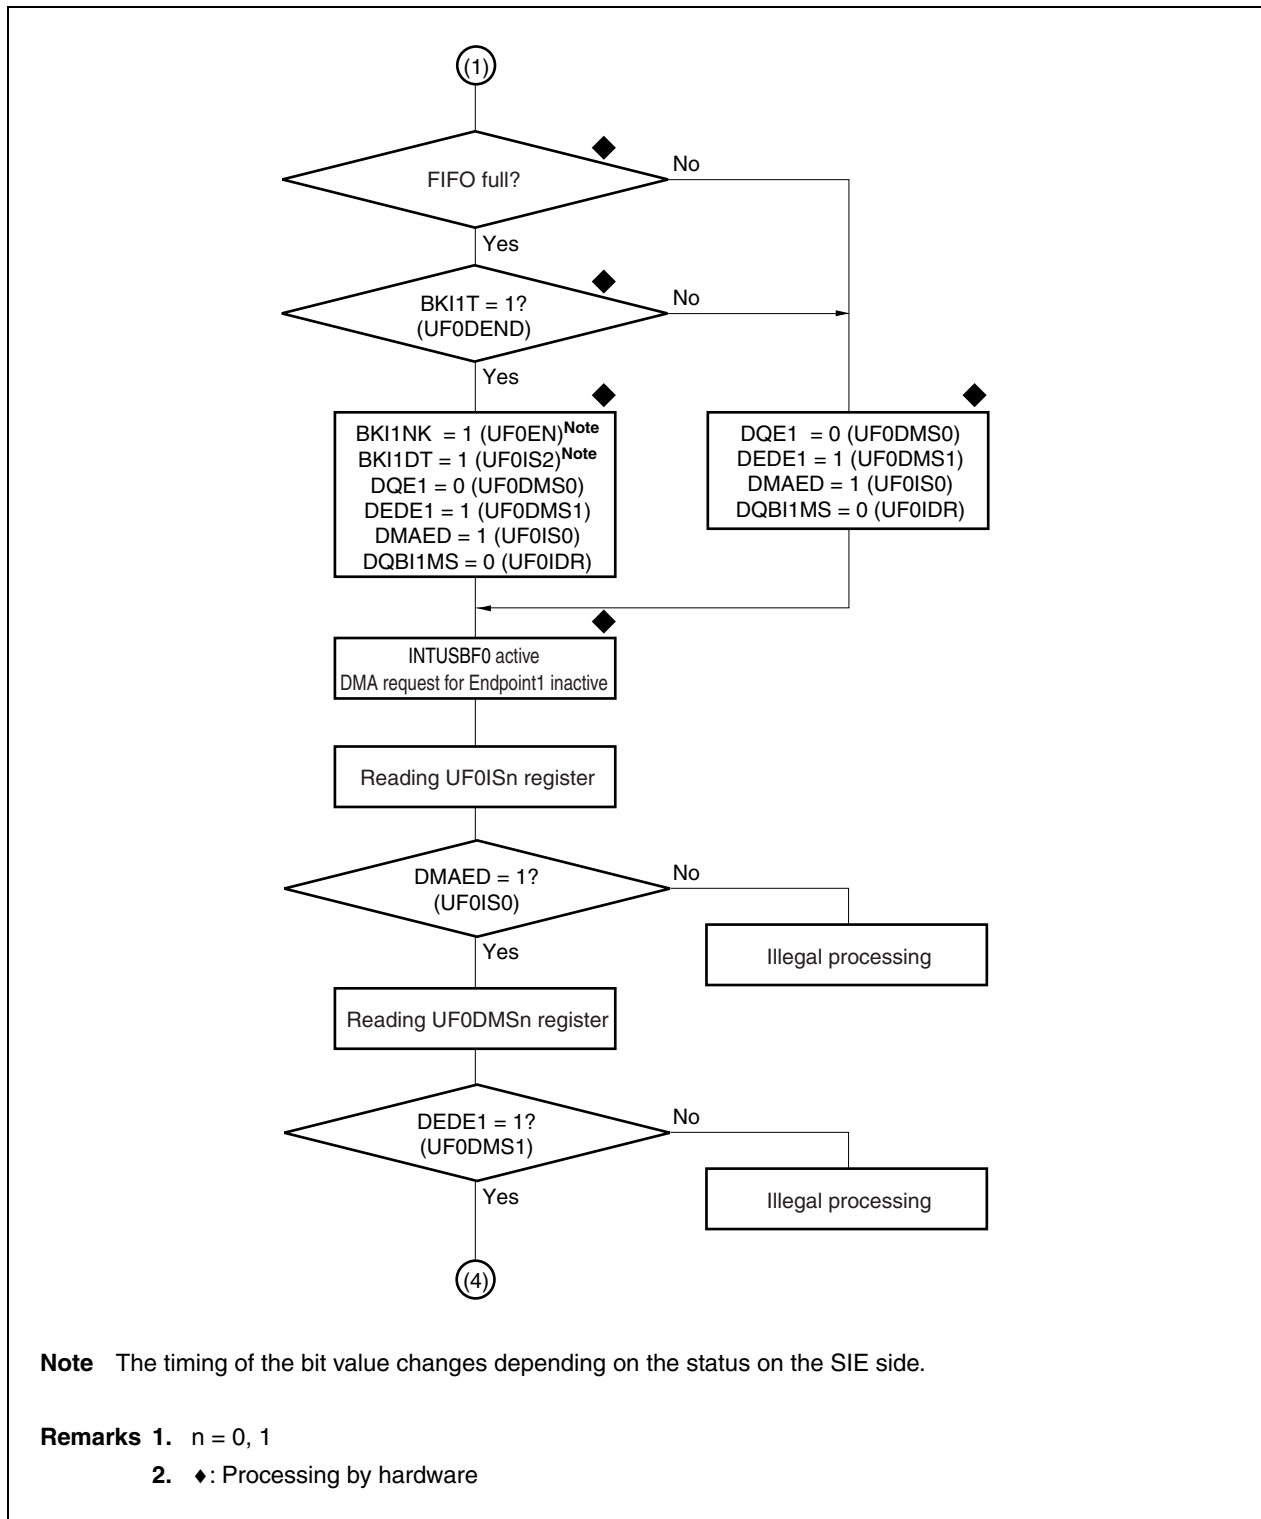 (1)
FIFO full?
No
Yes
BKI1T = 1?
(UF0DEND)
No
Yes
BKI1NK = 1 (UF0EN)Note
BKI1DT = 1 (UF0IS2)Note
DQE1 = 0 (UF0DMS0)
DEDE1 = 1 (UF0DMS1)
DMAED = 1 (UF0IS0)
DQBI1MS = 0 (UF0IDR)
DQE1 = 0 (UF0DMS0)
DEDE1 = 1 (UF0DMS1)
DMAED = 1 (UF0IS0)
DQBI1MS = 0 (UF0IDR)
INTUSBF0 active
DMA request for Endpoint1 inactive
Reading UF0ISn register
DMAED = 1?
(UF0IS0)
No
Yes
Illegal processing
Reading UF0DMSn register
DEDE1 = 1?
(UF0DMS1)
No
Yes
Illegal processing
(4)
Note The timing of the bit value changes depending on the status on the SIE side.
Remarks 1. n = 0, 1
2. ♦: Processing by hardware